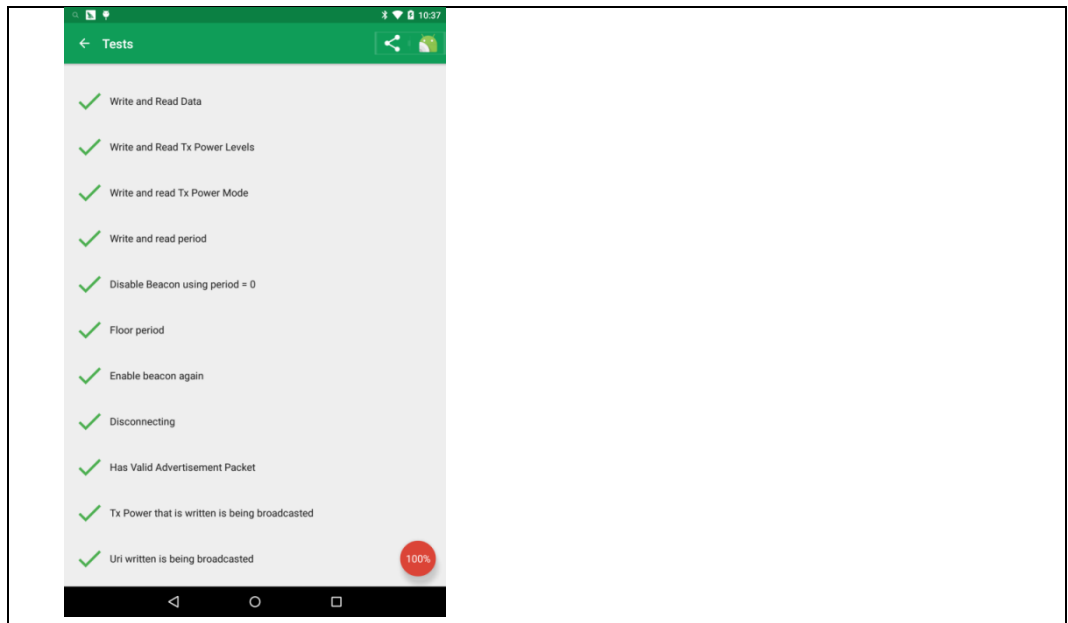 10:37
Tests
Write and Read Data
Write and Read Tx Power Levels
Write and read Tx Power Mode
Write and read period
Disable Beacon using period = 0
Floor period
Enable beacon again
Disconnecting
Has Valid Advertisement Packet
Tx Power that is written is being broadcasted
Uri written is being broadcasted
100%